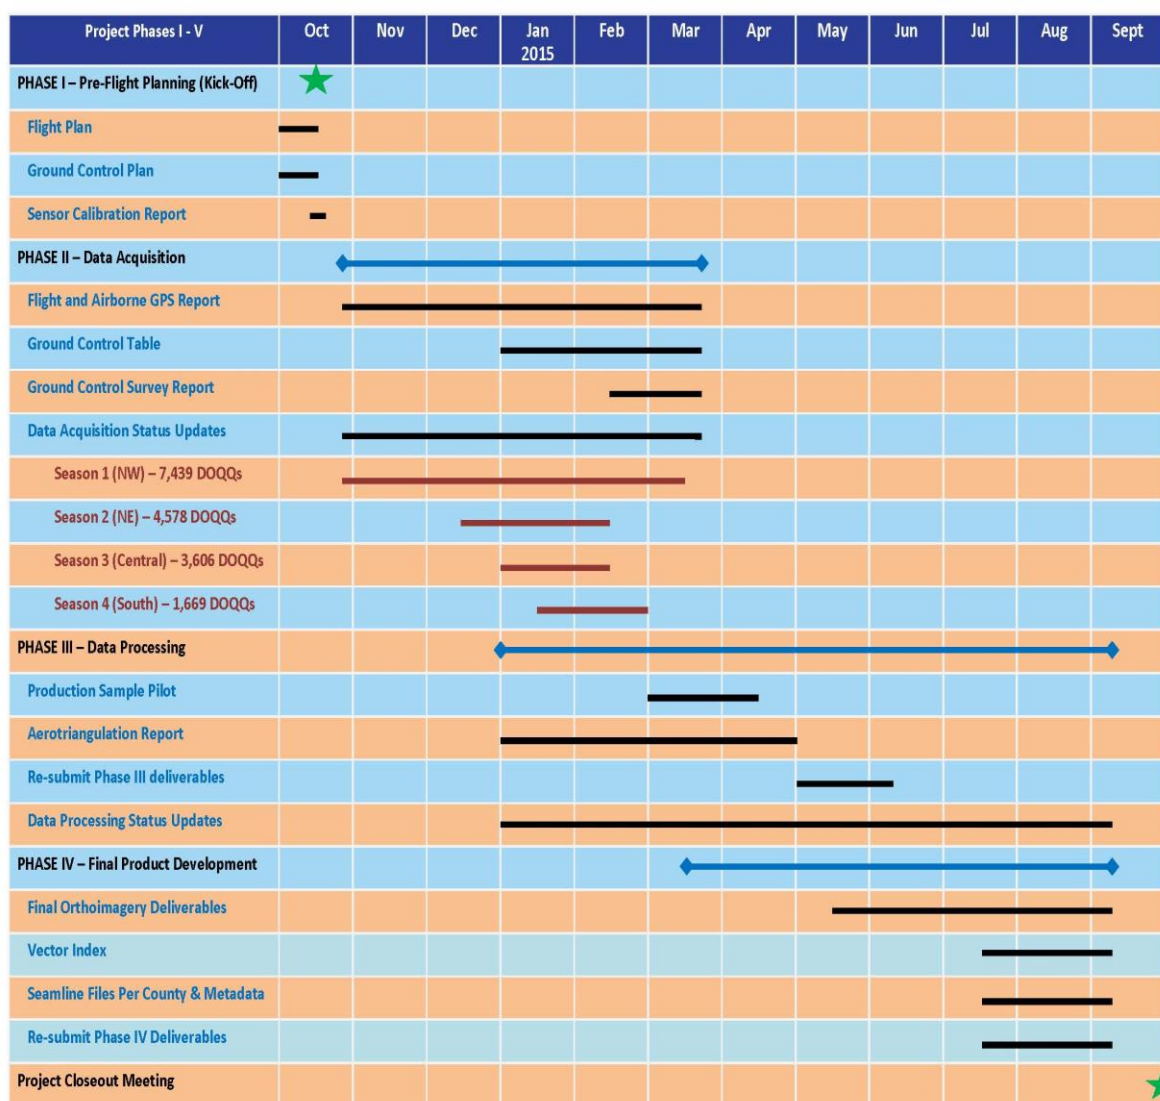 Project Phases I - V Oct Nov Dec Jan Feb Mar Apr May Jun Jul Aug Sept
2015
PHASE I – Pre-Flight Planning (Kick-Off)
Flight Plan
Ground Control Plan
Sensor Calibration Report
PHASE II – Data Acquisition
Flight and Airborne GPS Report
Ground Control Table
Ground Control Survey Report
Data Acquisition Status Updates
Season 1 (NW) – 7,439 DOQQs
Season 2 (NE) – 4,578 DOQQs
Season 3 (Central) – 3,606 DOQQs
Season 4 (South) – 1,669 DOQQs
PHASE III – Data Processing
Production Sample Pilot
Aerotriangulation Report
Re-submit Phase III deliverables
Data Processing Status Updates
PHASE IV – Final Product Development
Final Orthoimagery Deliverables
Vector Index
Seamline Files Per County & Metadata
Re-submit Phase IV Deliverables
Project Closeout Meeting